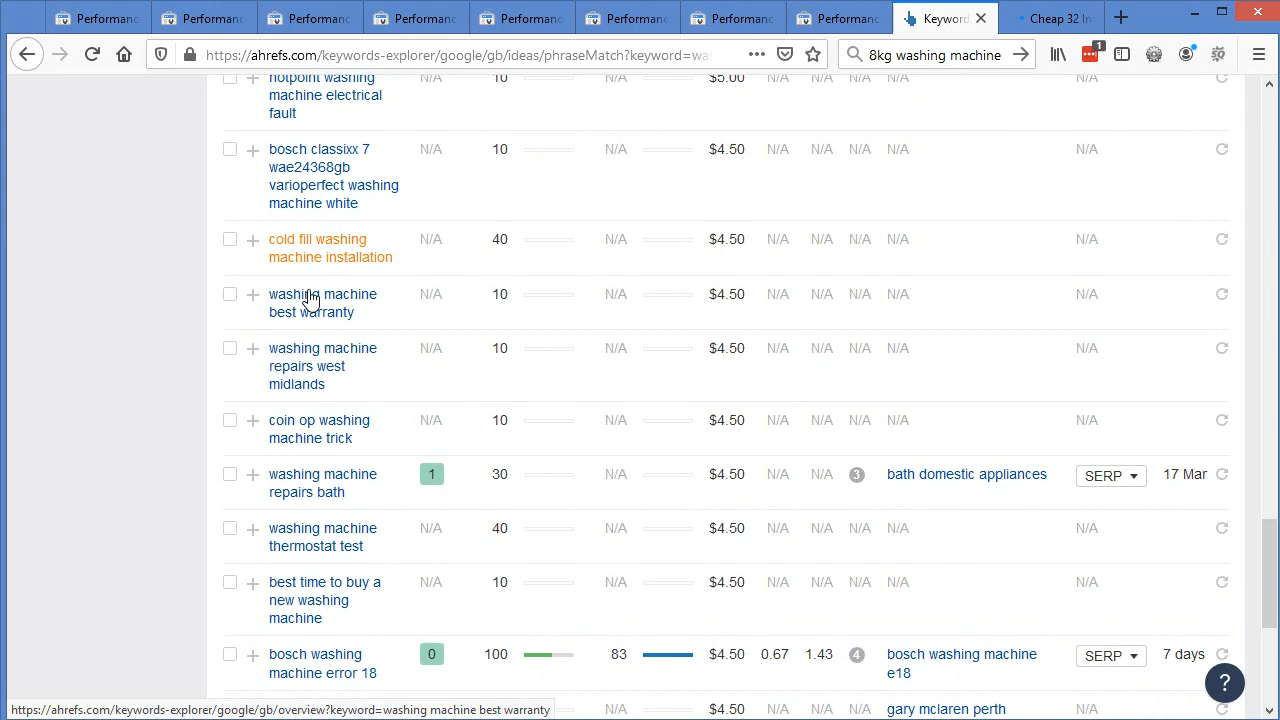 Performanc Performanc Performanc Performanc Performanc Performanc Performanc Performanc Keyword Cheap 32 In
https://ahrefs.com/keywords-explorer/google/gb/ideas/phraseMatch?keyword=wa 8kg washing machine 1
hotpoint washing machine electrical fault N/A 10 N/A $5.00 N/A N/A N/A N/A N/A
bosch classixx 7 wae24368gb varioperfect washing machine white N/A 10 N/A $4.50 N/A N/A N/A N/A N/A
cold fill washing machine installation N/A 40 N/A $4.50 N/A N/A N/A N/A N/A
washing machine best warranty N/A 10 N/A $4.50 N/A N/A N/A N/A N/A
washing machine repairs west midlands N/A 10 N/A $4.50 N/A N/A N/A N/A N/A
coin op washing machine trick N/A 10 N/A $4.50 N/A N/A N/A N/A N/A
washing machine repairs bath 1 30 N/A $4.50 N/A N/A 3 bath domestic appliances SERP 17 Mar
washing machine thermostat test N/A 40 N/A $4.50 N/A N/A N/A N/A N/A
best time to buy a new washing machine N/A 10 N/A $4.50 N/A N/A N/A N/A N/A
bosch washing machine error 18 0 100 83 $4.50 0.67 1.43 4 bosch washing machine e18 SERP 7 days
?
https://ahrefs.com/keywords-explorer/google/gb/overview?keyword=washing machine best warranty gary mclaren perth